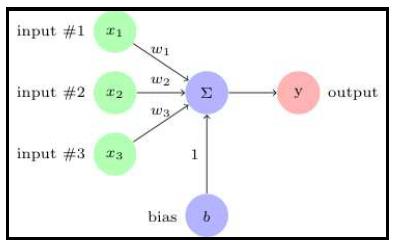 input #1 x₁
w₁
input #2 x₂ w₂ Σ y output
w₃
input #3 x₃ 1
bias b